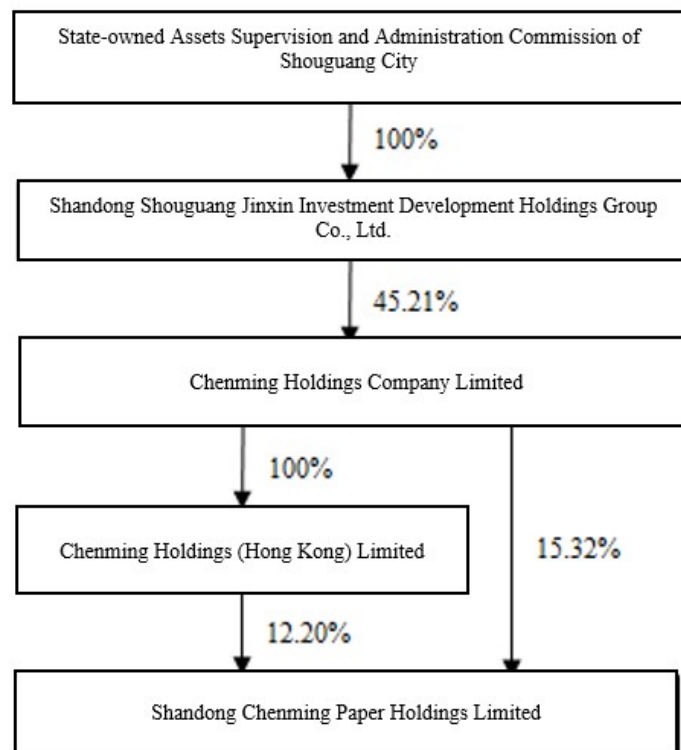 State-owned Assets Supervision and Administration Commission of
Shouguang City
100%
Shandong Shouguang Jinxin Investment Development Holdings Group
Co., Ltd.
45.21%
Chenming Holdings Company Limited
100%
Chenming Holdings (Hong Kong) Limited
15.32%
12.20%
Shandong Chenming Paper Holdings Limited